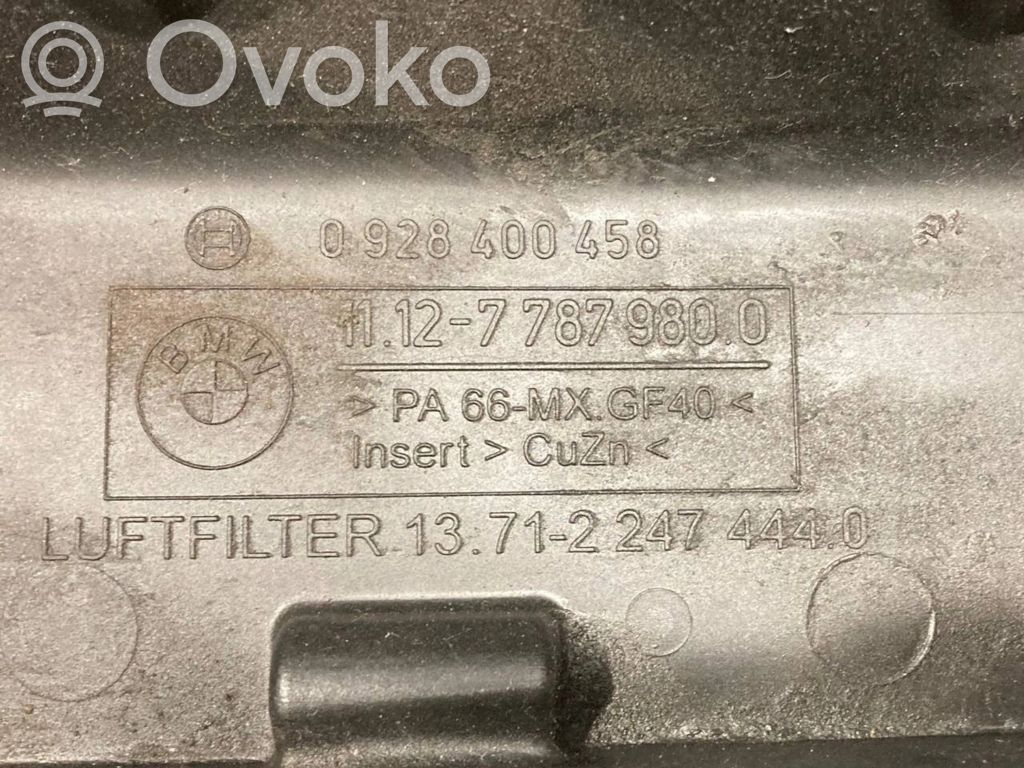 Ovoko
0 928 400 458
11.12-7 787 980.0
BMW
> PA 66-MX.GF40 <
Insert > CuZn <
LUFTFILTER 13.71-2 247 444.0